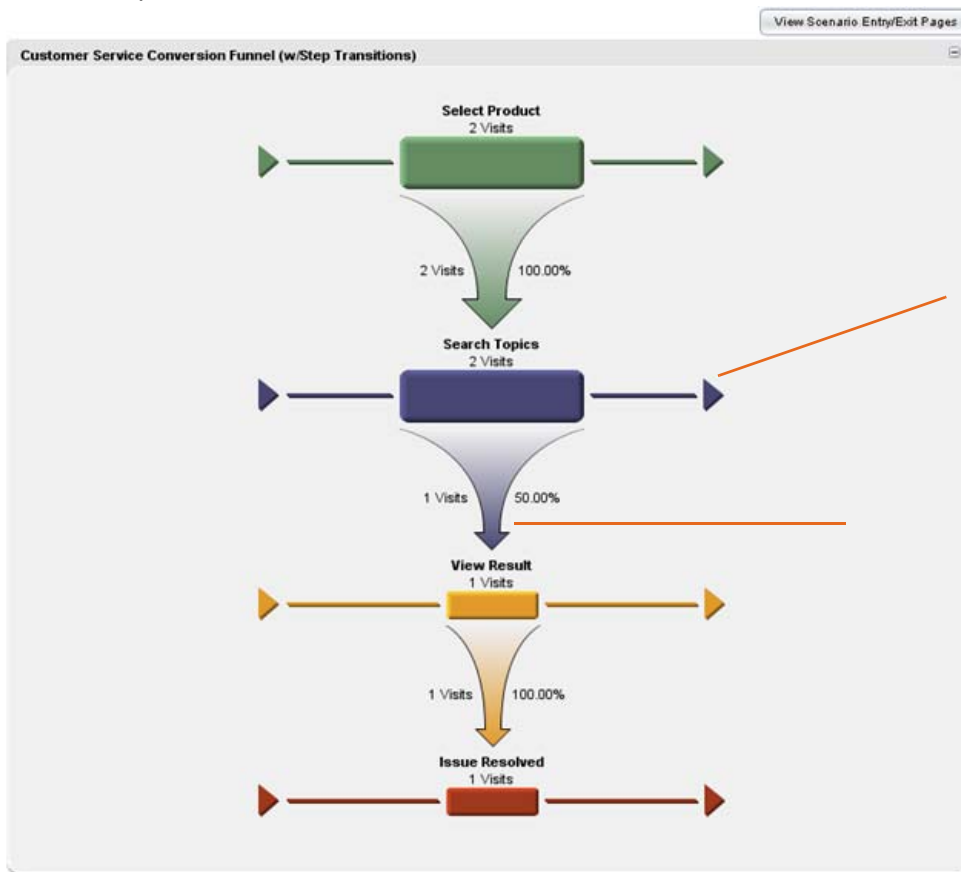 View Scenario Entry/Exit Pages
Customer Service Conversion Funnel (w/Step Transitions)
Select Product
2 Visits
2 Visits 100.00%
Search Topics
2 Visits
1 Visits 50.00%
View Result
1 Visits
1 Visits 100.00%
Issue Resolved
1 Visits